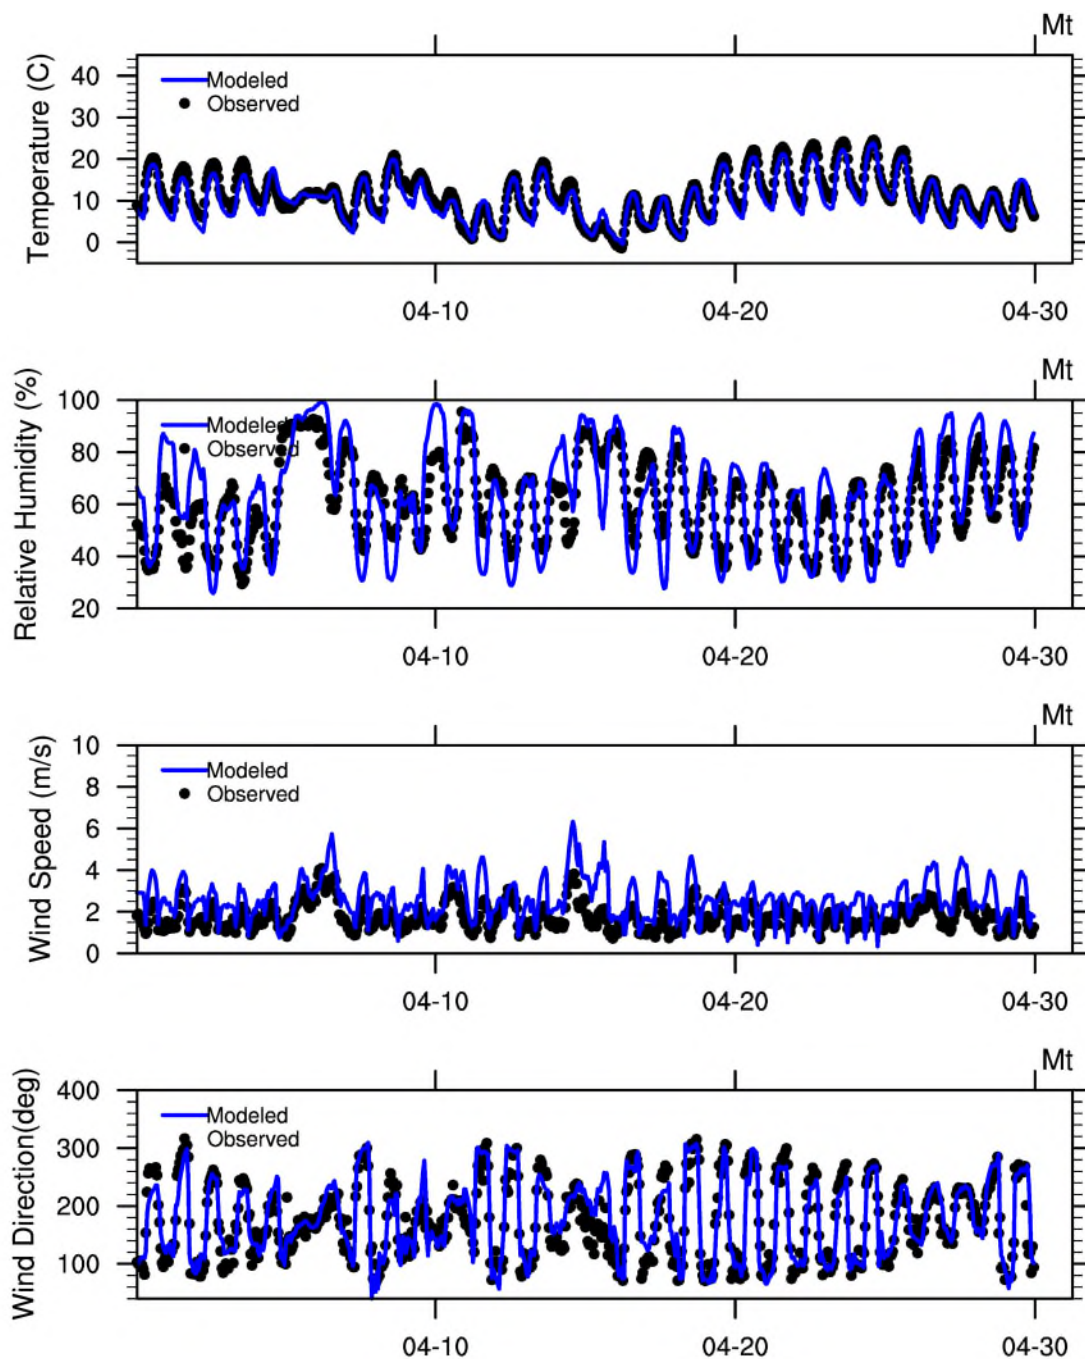 Mt
Temperature (C)
40
30
20
10
0
Modeled
Observed
04-10
04-20
04-30
Mt
Relative Humidity (%)
100
80
60
40
20
Modeled
Observed
04-10
04-20
04-30
Mt
Wind Speed (m/s)
10
8
6
4
2
0
Modeled
Observed
04-10
04-20
04-30
Mt
Wind Direction(deg)
400
300
200
100
Modeled
Observed
04-10
04-20
04-30